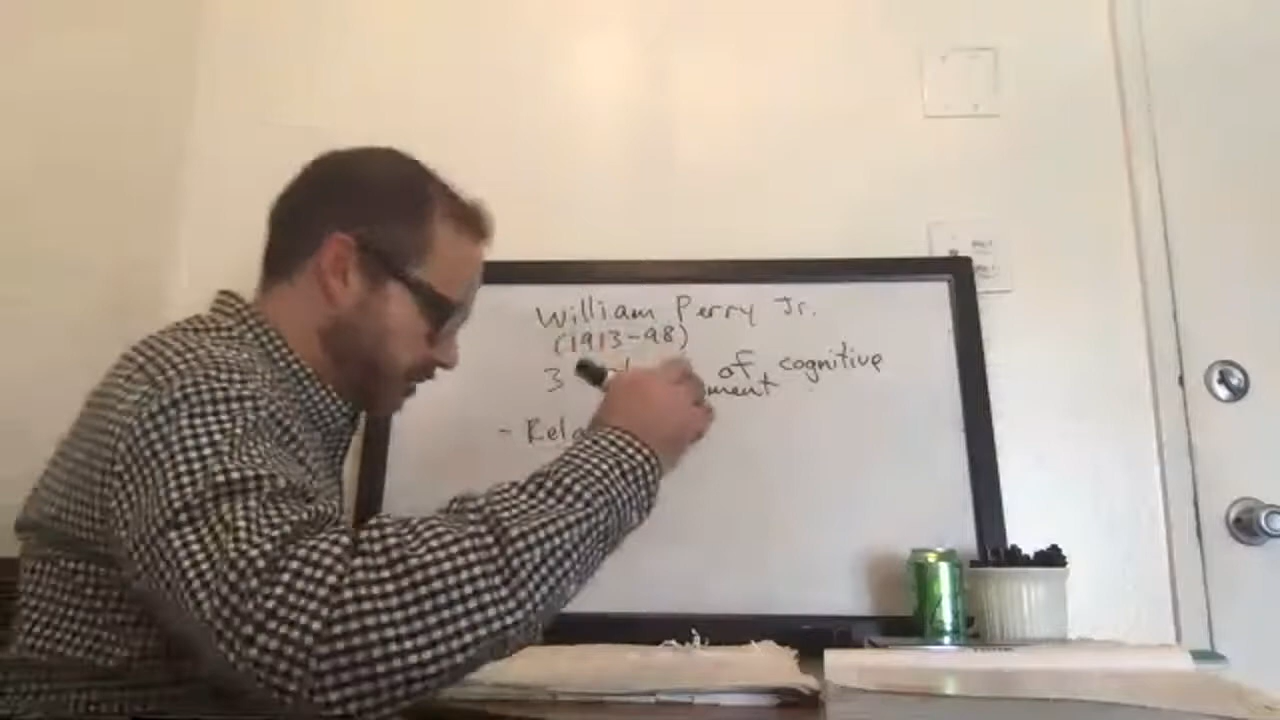 William Perry Jr.
(1913-98)
3 of cognitive
ment
- Rela